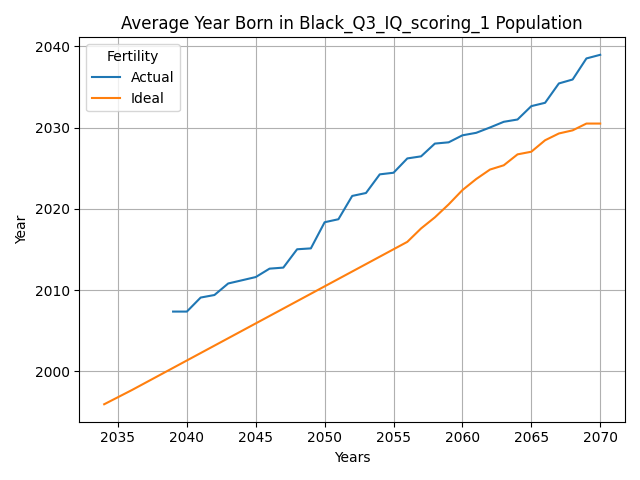 Average Year Born in Black_Q3_IQ_scoring_1 Population
2040
2030
2020
2010
2000
Year
Fertility
Actual
Ideal
2035 2040 2045 2050 2055 2060 2065 2070
Years